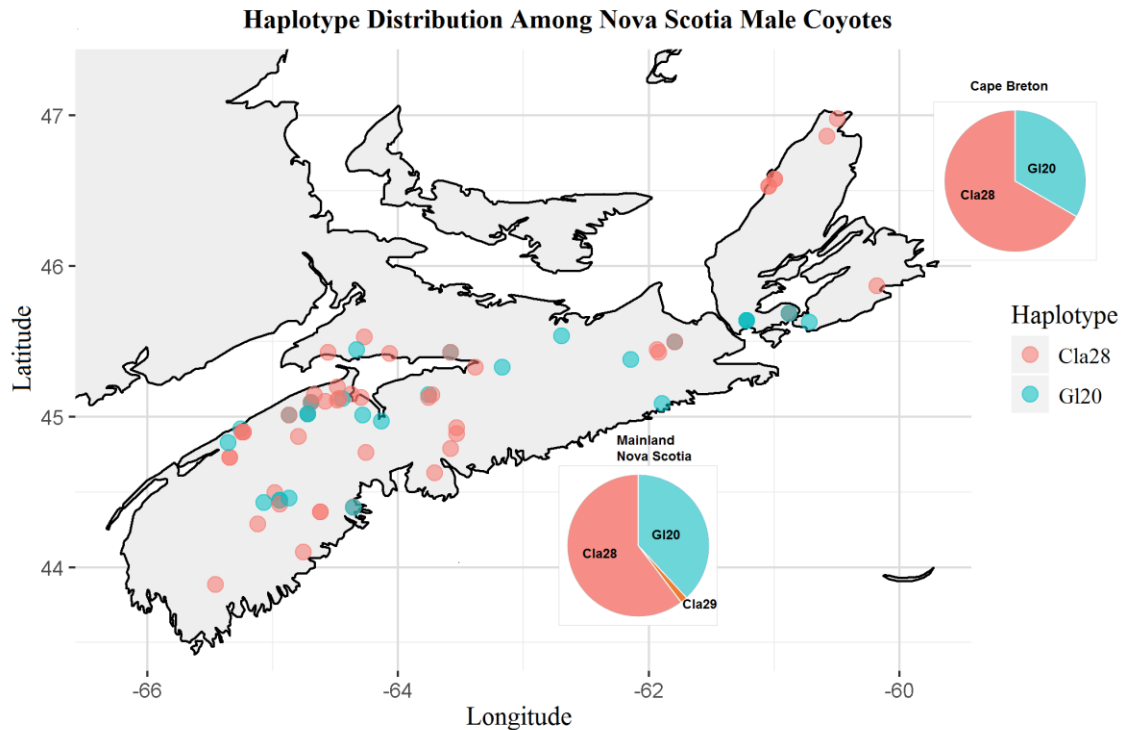 Haplotype Distribution Among Nova Scotia Male Coyotes
Cape Breton
Gl20
Cla28
47
46
45
44
Latitude
Haplotype
Cla28
Gl20
Mainland
Nova Scotia
Gl20
Cla28
Cla29
-66
-64
-62
-60
Longitude